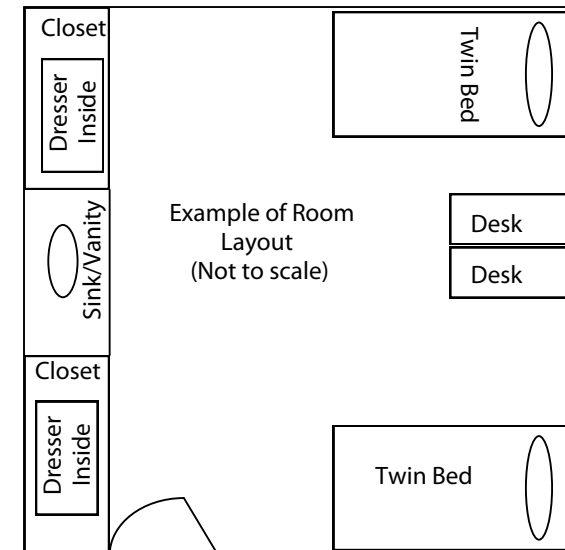 Closet
Dresser
Inside
Sink/Vanity
Closet
Dresser
Inside
Example of Room
Layout
(Not to scale)
Twin Bed
Desk
Desk
Twin Bed